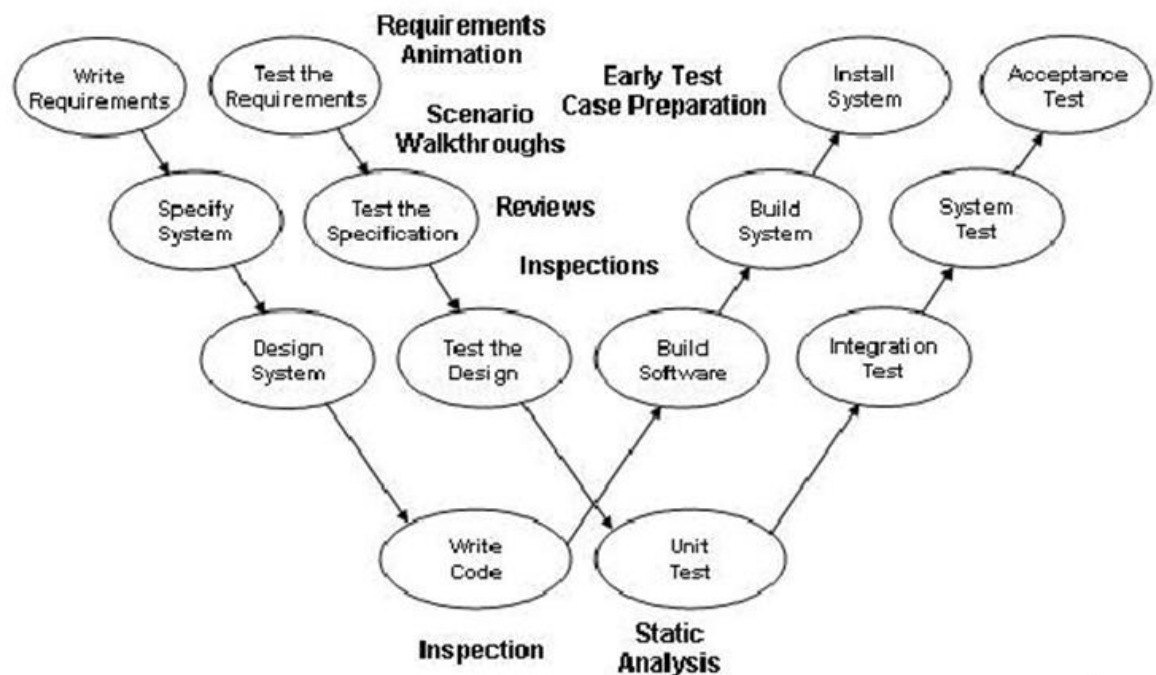 Requirements
Animation
Write
Requirements
Test the
Requirements
Early Test
Case Preparation
Install
System
Acceptance
Test
Scenario
Walkthroughs
Specify
System
Test the
Specification
Reviews
Build
System
System
Test
Inspections
Design
System
Test the
Design
Build
Software
Integration
Test
Write
Code
Unit
Test
Inspection
Static
Analysis